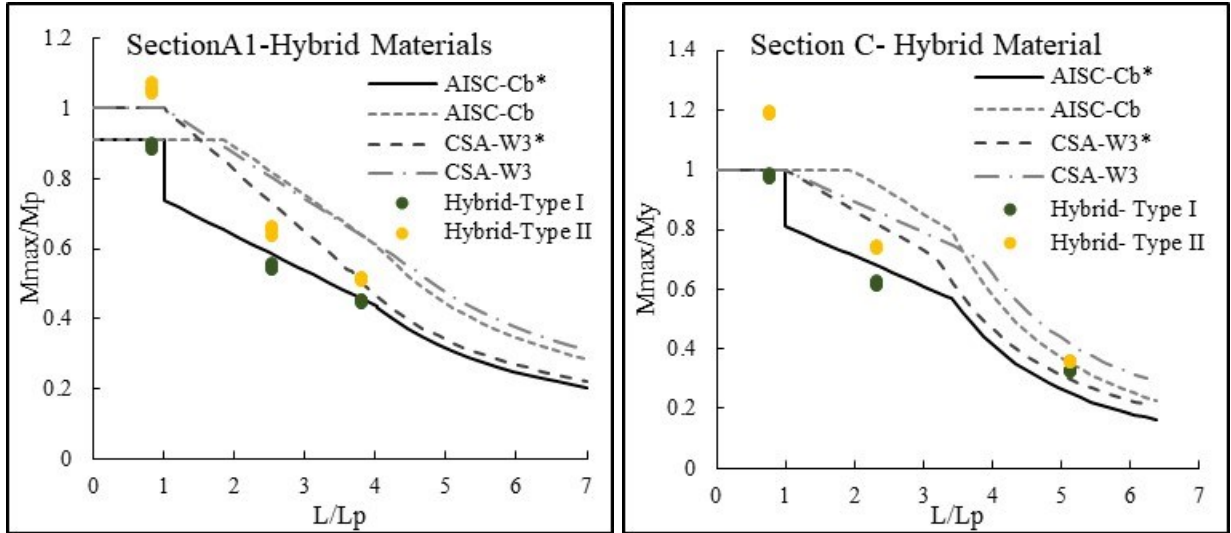 SectionA1-Hybrid Materials
1.2
1
0.8
0.6
0.4
0.2
0
Mmax/Mp
AISC-Cb*
AISC-Cb
CSA-W3*
CSA-W3
Hybrid-Type I
Hybrid-Type II
0 1 2 3 4 5 6 7
L/Lp
Section C- Hybrid Material
1.4
1.2
1
0.8
0.6
0.4
0.2
0
Mmax/My
AISC-Cb*
AISC-Cb
CSA-W3*
CSA-W3
Hybrid- Type I
Hybrid- Type II
0 1 2 3 4 5 6 7
L/Lp